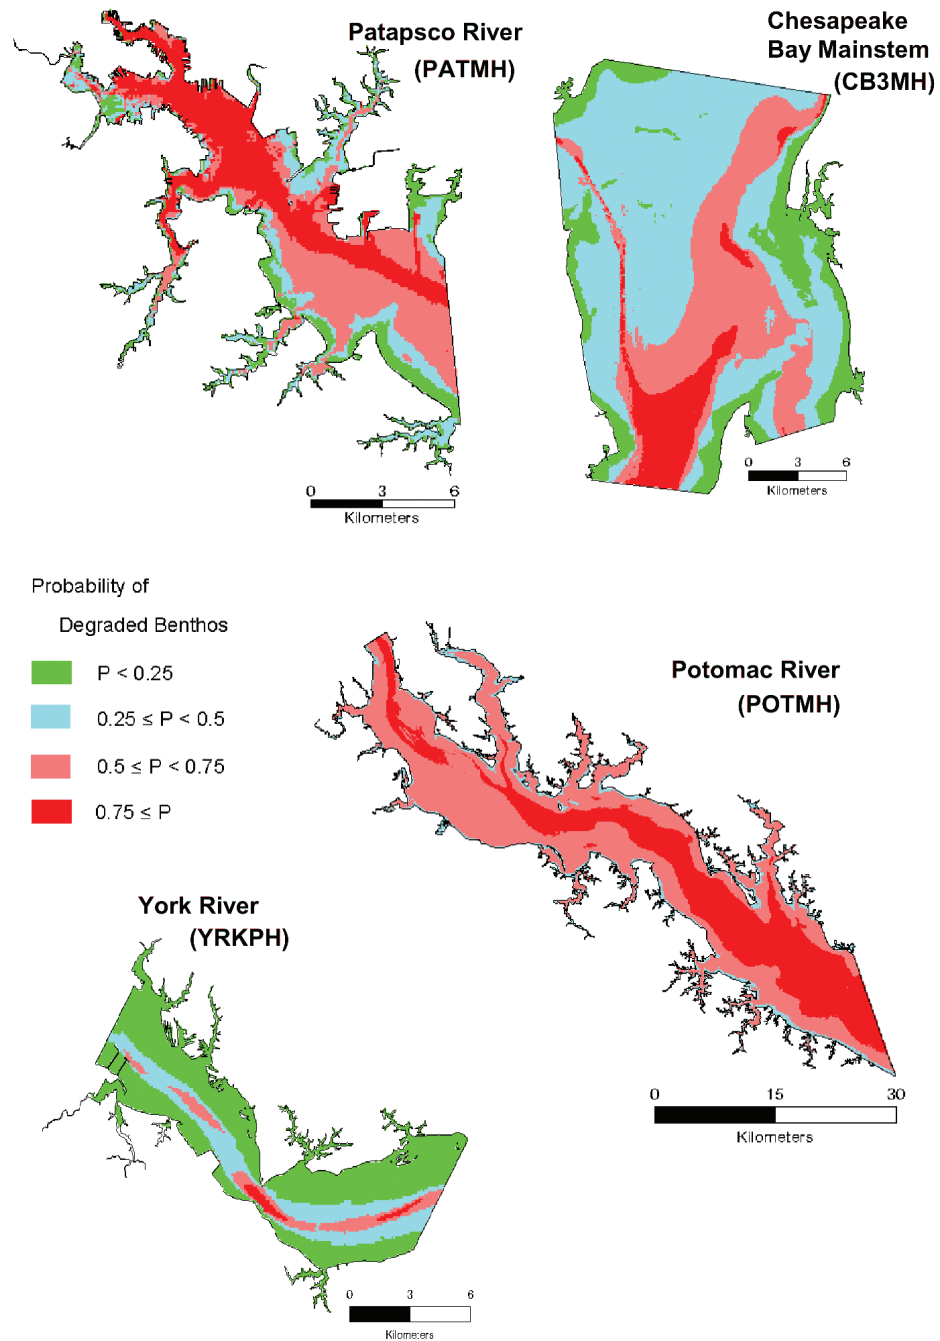 Patapsco River
(PATMH)
Chesapeake
Bay Mainstem
(CB3MH)
0 3 6
Kilometers
0 3 6
Kilometers
Probability of
Degraded Benthos
P < 0.25
0.25 ≤ P < 0.5
0.5 ≤ P < 0.75
0.75 ≤ P
Potomac River
(POTMH)
0 15 30
Kilometers
York River
(YRKPH)
0 3 6
Kilometers